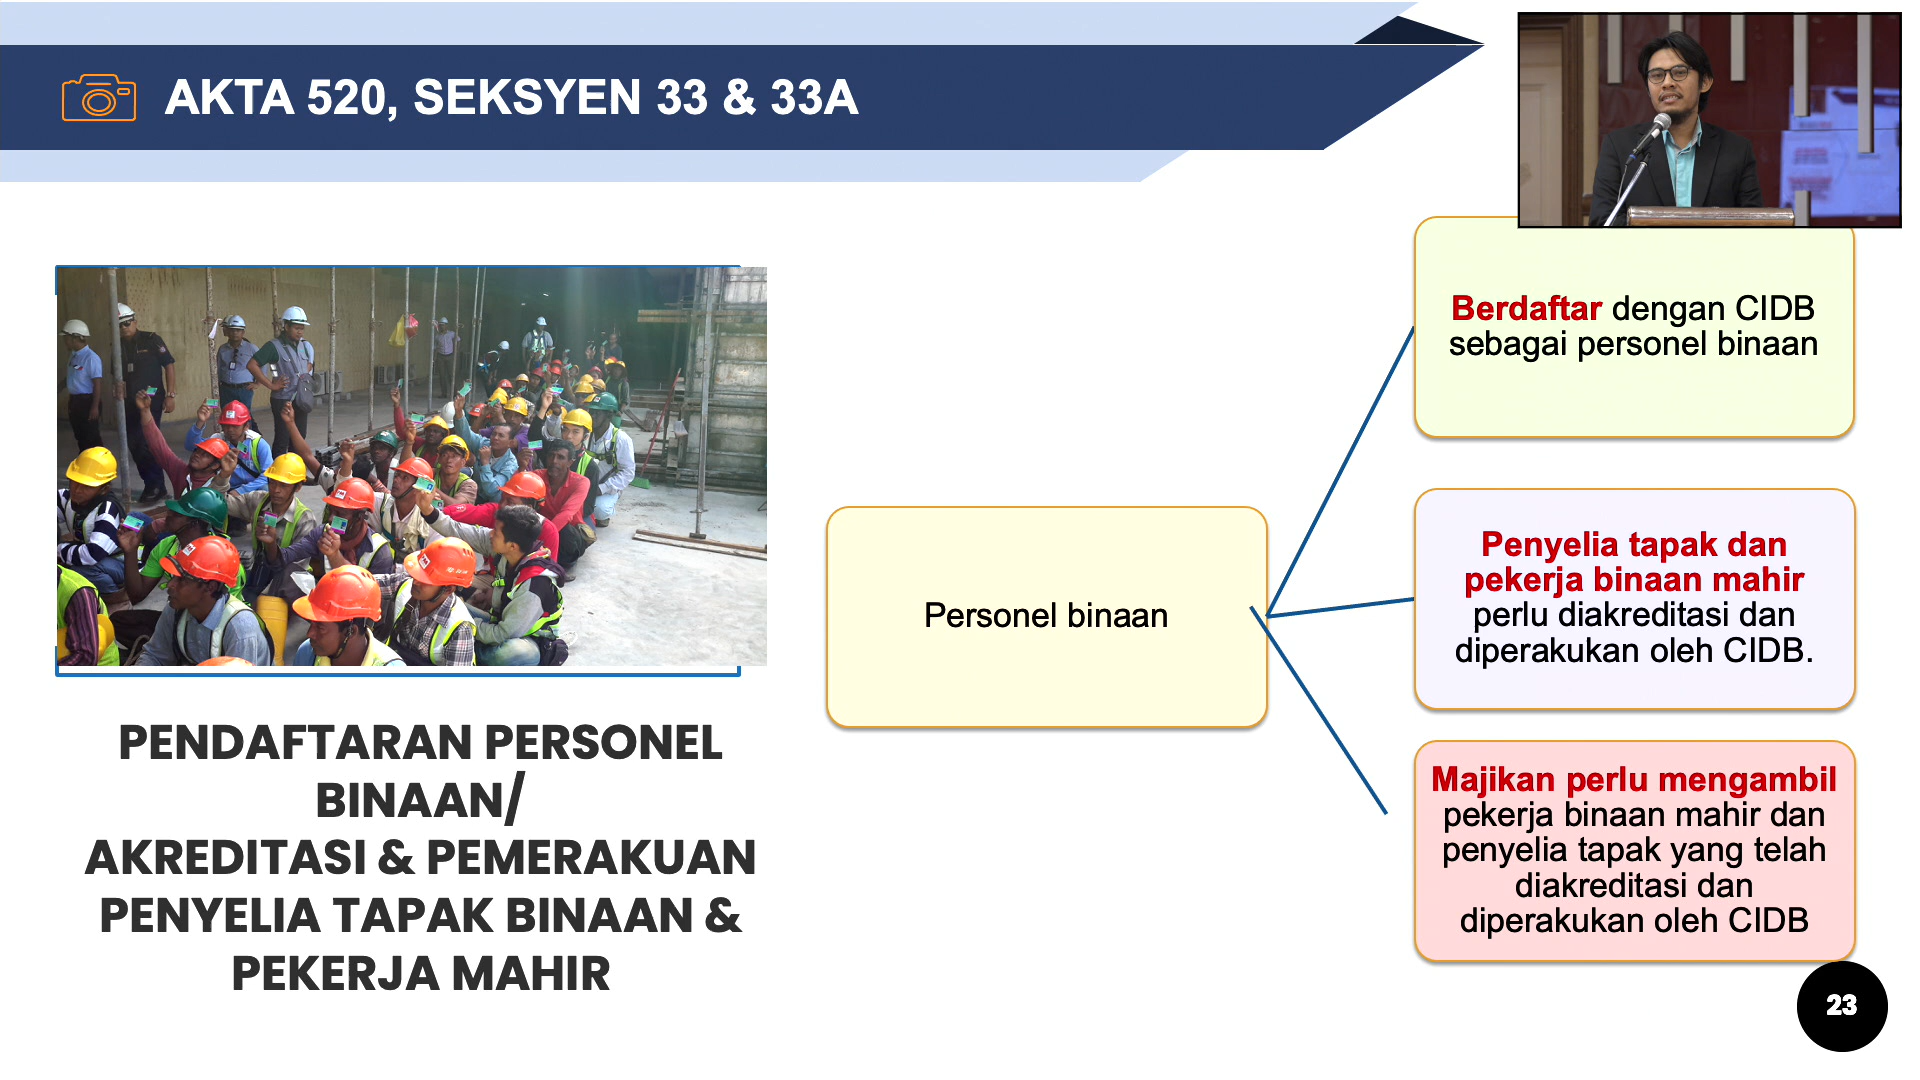 AKTA 520, SEKSYEN 33 & 33A
PENDAFTARAN PERSONEL
BINAAN/
AKREDITASI & PEMERAKUAN
PENYELIA TAPAK BINAAN &
PEKERJA MAHIR
Personel binaan
Berdaftar dengan CIDB
sebagai personel binaan
Penyelia tapak dan
pekerja binaan mahir
perlu diakreditasi dan
diperakukan oleh CIDB.
Majikan perlu mengambil
pekerja binaan mahir dan
penyelia tapak yang telah
diakreditasi dan
diperakukan oleh CIDB
23